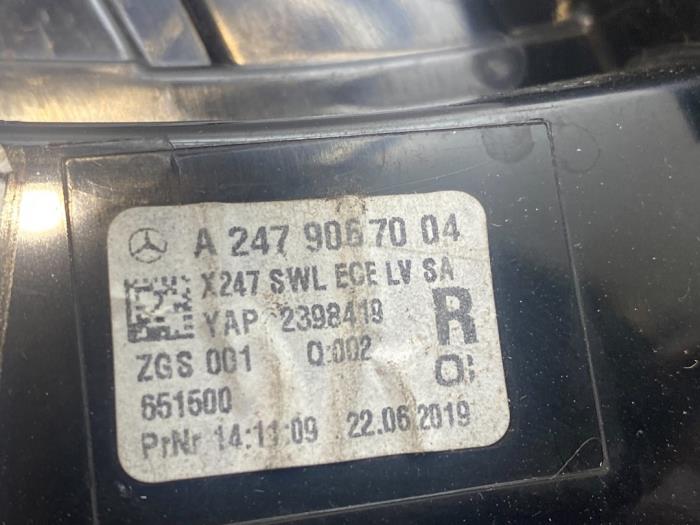 A 247 906 70 04
X247 SWL ECE LV SA
YAP 2398419
R
ZGS 001 Q:002
651500
PrNr 14:11:09 22.06.2019